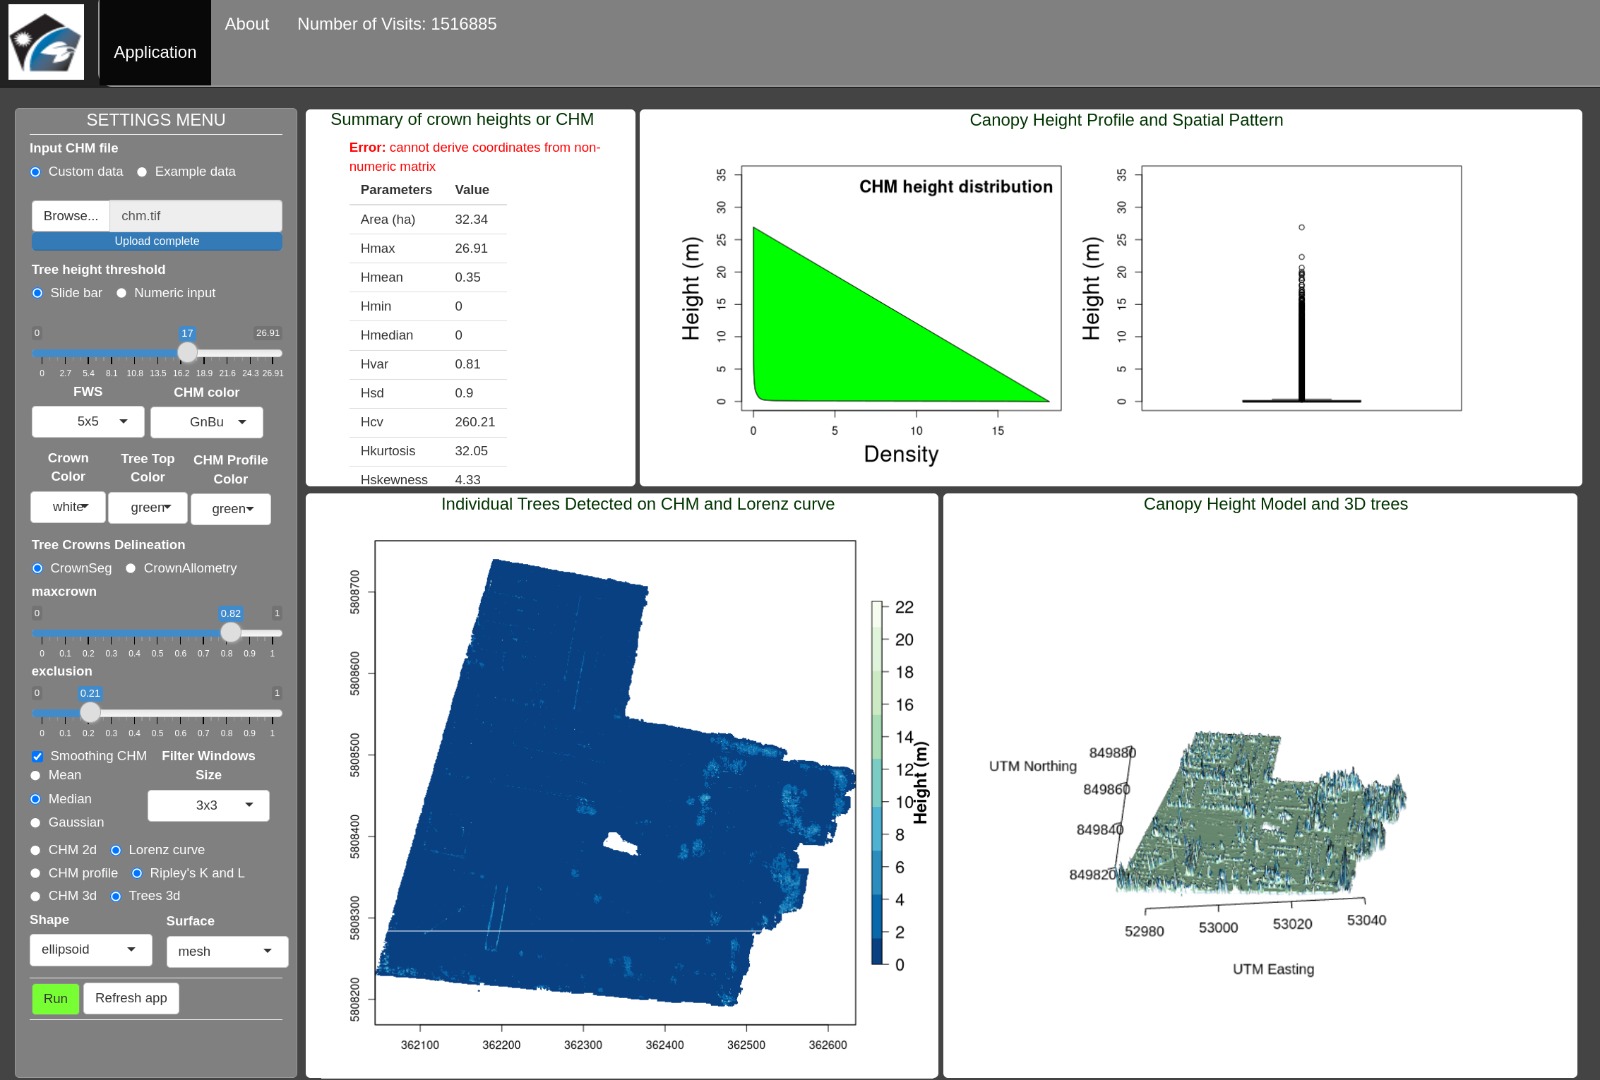 Application
About
Number of Visits: 1516885
SETTINGS MENU
Input CHM file
Custom data
Example data
Browse...
chm.tif
Upload complete
Tree height threshold
Slide bar
Numeric input
0
17
26.91
0 2.7 5.4 8.1 10.8 13.5 16.2 18.9 21.6 24.3 26.91
FWS
CHM color
5x5
GnBu
Crown Color
Tree Top Color
CHM Profile Color
white
green
green
Tree Crowns Delineation
CrownSeg
CrownAllometry
maxcrown
0
0.82
1
0 0.1 0.2 0.3 0.4 0.5 0.6 0.7 0.8 0.9 1
exclusion
0
0.21
1
0 0.1 0.2 0.3 0.4 0.5 0.6 0.7 0.8 0.9 1
Smoothing CHM
Filter Windows Size
Mean
Median
Gaussian
3x3
CHM 2d
Lorenz curve
CHM profile
Ripley's K and L
CHM 3d
Trees 3d
Shape
Surface
ellipsoid
mesh
Run
Refresh app
Summary of crown heights or CHM
Error: cannot derive coordinates from non-
numeric matrix
Parameters Value
Area (ha) 32.34
Hmax 26.91
Hmean 0.35
Hmin 0
Hmedian 0
Hvar 0.81
Hsd 0.9
Hcv 260.21
Hkurtosis 32.05
Hskewness 4.33
Canopy Height Profile and Spatial Pattern
CHM height distribution
Height (m)
35
30
25
20
15
10
5
0
0 5 10 15
Density
Height (m)
35
30
25
20
15
10
5
0
Individual Trees Detected on CHM and Lorenz curve
5808700
5808600
5808500
5808400
5808300
5808200
362100 362200 362300 362400 362500 362600
22
20
18
16
14
12
10
8
6
4
2
0
Height (m)
Canopy Height Model and 3D trees
UTM Northing
849880
849860
849840
849820
52980 53000 53020 53040
UTM Easting